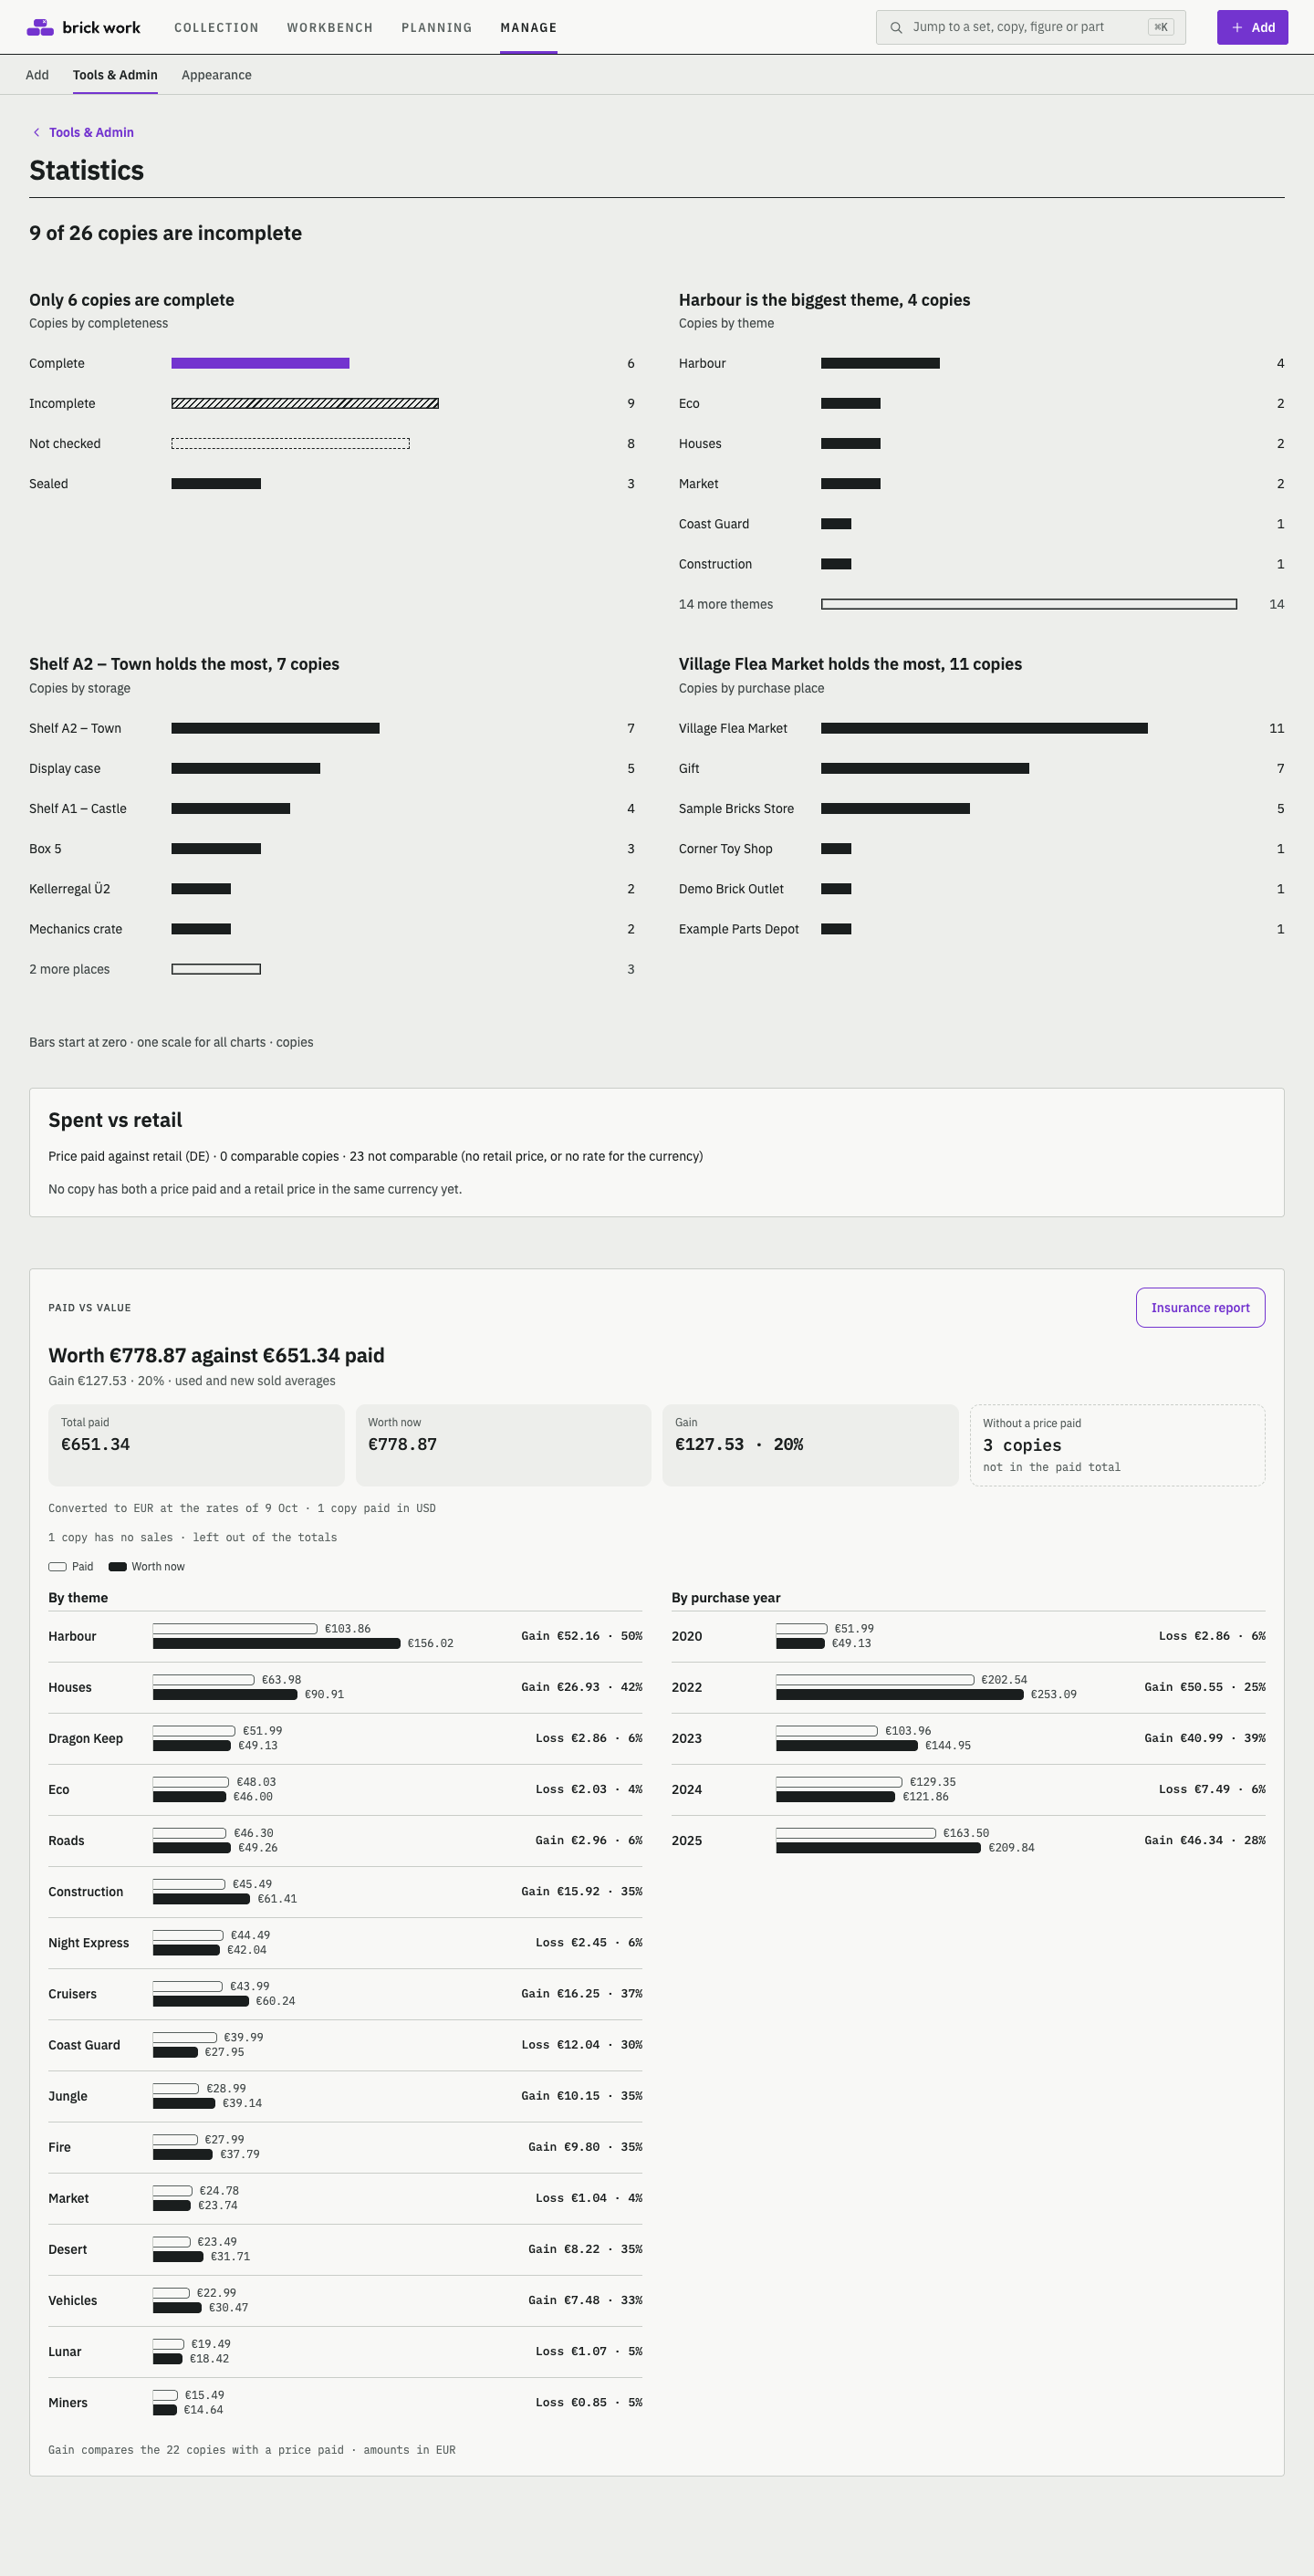 brick work
COLLECTION WORKBENCH PLANNING MANAGE
Jump to a set, copy, figure or part ⌘K
+ Add
Add Tools & Admin Appearance
Tools & Admin
Statistics
9 of 26 copies are incomplete
Only 6 copies are complete
Copies by completeness
Complete 6
Incomplete 9
Not checked 8
Sealed 3
Harbour is the biggest theme, 4 copies
Copies by theme
Harbour 4
Eco 2
Houses 2
Market 2
Coast Guard 1
Construction 1
14 more themes 14
Shelf A2 – Town holds the most, 7 copies
Copies by storage
Shelf A2 – Town 7
Display case 5
Shelf A1 – Castle 4
Box 5 3
Kellerregal Ü2 2
Mechanics crate 2
2 more places 3
Village Flea Market holds the most, 11 copies
Copies by purchase place
Village Flea Market 11
Gift 7
Sample Bricks Store 5
Corner Toy Shop 1
Demo Brick Outlet 1
Example Parts Depot 1
Bars start at zero · one scale for all charts · copies
Spent vs retail
Price paid against retail (DE) · 0 comparable copies · 23 not comparable (no retail price, or no rate for the currency)
No copy has both a price paid and a retail price in the same currency yet.
PAID VS VALUE
Insurance report
Worth €778.87 against €651.34 paid
Gain €127.53 · 20% · used and new sold averages
Total paid
€651.34
Worth now
€778.87
Gain
€127.53 · 20%
Without a price paid
3 copies
not in the paid total
Converted to EUR at the rates of 9 Oct · 1 copy paid in USD
1 copy has no sales · left out of the totals
Paid Worth now
By theme
Harbour €103.86 €156.02 Gain €52.16 · 50%
Houses €63.98 €90.91 Gain €26.93 · 42%
Dragon Keep €51.99 €49.13 Loss €2.86 · 6%
Eco €48.03 €46.00 Loss €2.03 · 4%
Roads €46.30 €49.26 Gain €2.96 · 6%
Construction €45.49 €61.41 Gain €15.92 · 35%
Night Express €44.49 €42.04 Loss €2.45 · 6%
Cruisers €43.99 €60.24 Gain €16.25 · 37%
Coast Guard €39.99 €27.95 Loss €12.04 · 30%
Jungle €28.99 €39.14 Gain €10.15 · 35%
Fire €27.99 €37.79 Gain €9.80 · 35%
Market €24.78 €23.74 Loss €1.04 · 4%
Desert €23.49 €31.71 Gain €8.22 · 35%
Vehicles €22.99 €30.47 Gain €7.48 · 33%
Lunar €19.49 €18.42 Loss €1.07 · 5%
Miners €15.49 €14.64 Loss €0.85 · 5%
By purchase year
2020 €51.99 €49.13 Loss €2.86 · 6%
2022 €202.54 €253.09 Gain €50.55 · 25%
2023 €103.96 €144.95 Gain €40.99 · 39%
2024 €129.35 €121.86 Loss €7.49 · 6%
2025 €163.50 €209.84 Gain €46.34 · 28%
Gain compares the 22 copies with a price paid · amounts in EUR